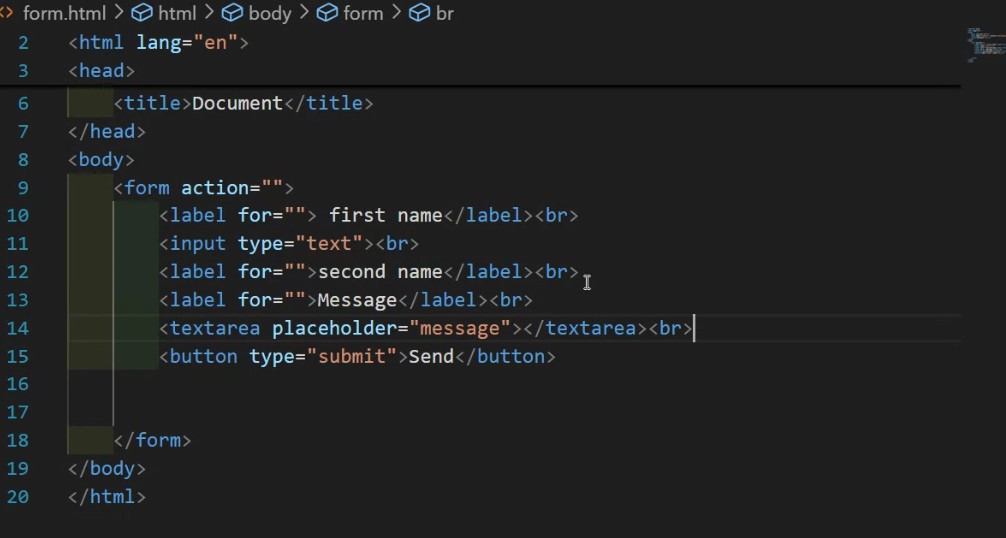 form.html > html > body > form > br
2 <html lang="en">
3 <head>
6 <title>Document</title>
7 </head>
8 <body>
9 <form action="">
10 <label for=""> first name</label><br>
11 <input type="text"><br>
12 <label for="">second name</label><br>
13 <label for="">Message</label><br>
14 <textarea placeholder="message"></textarea><br>
15 <button type="submit">Send</button>
16
17
18 </form>
19 </body>
20 </html>